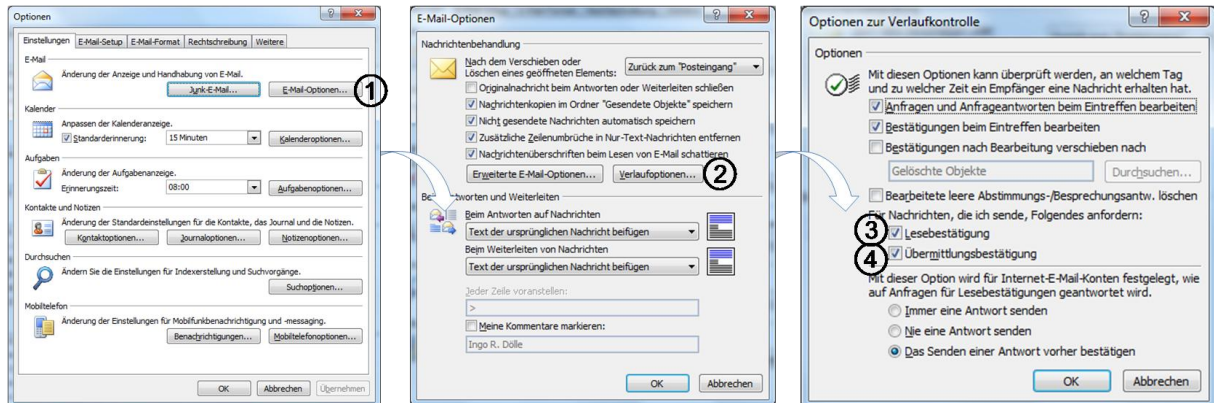 Optionen
Einstellungen E-Mail-Setup E-Mail-Format Rechtschreibung Weitere
E-Mail
Änderung der Anzeige und Handhabung von E-Mail.
Junk-E-Mail... E-Mail-Optionen... 1
Kalender
Anpassen der Kalenderanzeige.
Standarderinnerung: 15 Minuten Kalenderoptionen...
Aufgaben
Änderung der Aufgabenanzeige.
Erinnerungszeit: 08:00 Aufgabenoptionen...
Kontakte und Notizen
Änderung der Standardeinstellungen für die Kontakte, das Journal und die Notizen.
Kontaktoptionen... Journaloptionen... Notizenoptionen...
Durchsuchen
Ändern Sie die Einstellungen für Indexerstellung und Suchvorgänge.
Suchoptionen...
Mobiltelefon
Änderung der Einstellungen für Mobilfunkbenachrichtigung und -messaging.
Benachrichtigungen... Mobiltelefonoptionen...
OK Abbrechen Übernehmen
E-Mail-Optionen
Nachrichtenbehandlung
Nach dem Verschieben oder
Löschen eines geöffneten Elements: Zurück zum "Posteingang"
Originalnachricht beim Antworten oder Weiterleiten schließen
Nachrichtenkopien im Ordner "Gesendete Objekte" speichern
Nicht gesendete Nachrichten automatisch speichern
Zusätzliche Zeilenumbrüche in Nur-Text-Nachrichten entfernen
Nachrichtenüberschriften beim Lesen von E-Mail schattieren
Erweiterte E-Mail-Optionen... Verlaufoptionen... 2
Bei Antworten und Weiterleiten
Beim Antworten auf Nachrichten
Text der ursprünglichen Nachricht beifügen
Beim Weiterleiten von Nachrichten
Text der ursprünglichen Nachricht beifügen
Jeder Zeile voranstellen:
>
Meine Kommentare markieren:
Ingo R. Dölle
OK Abbrechen
Optionen zur Verlaufkontrolle
Optionen
Mit diesen Optionen kann überprüft werden, an welchem Tag
und zu welcher Zeit ein Empfänger eine Nachricht erhalten hat.
Anfragen und Anfrageantworten beim Eintreffen bearbeiten
Bestätigungen beim Eintreffen bearbeiten
Bestätigungen nach Bearbeitung verschieben nach
Gelöschte Objekte Durchsuchen...
Bearbeitete leere Abstimmungs-/Besprechungsantw. löschen
Für Nachrichten, die ich sende, Folgendes anfordern:
3 Lesebestätigung
4 Übermittlungsbestätigung
Mit dieser Option wird für Internet-E-Mail-Konten festgelegt, wie
auf Anfragen für Lesebestätigungen geantwortet wird.
Immer eine Antwort senden
Nie eine Antwort senden
Das Senden einer Antwort vorher bestätigen
OK Abbrechen